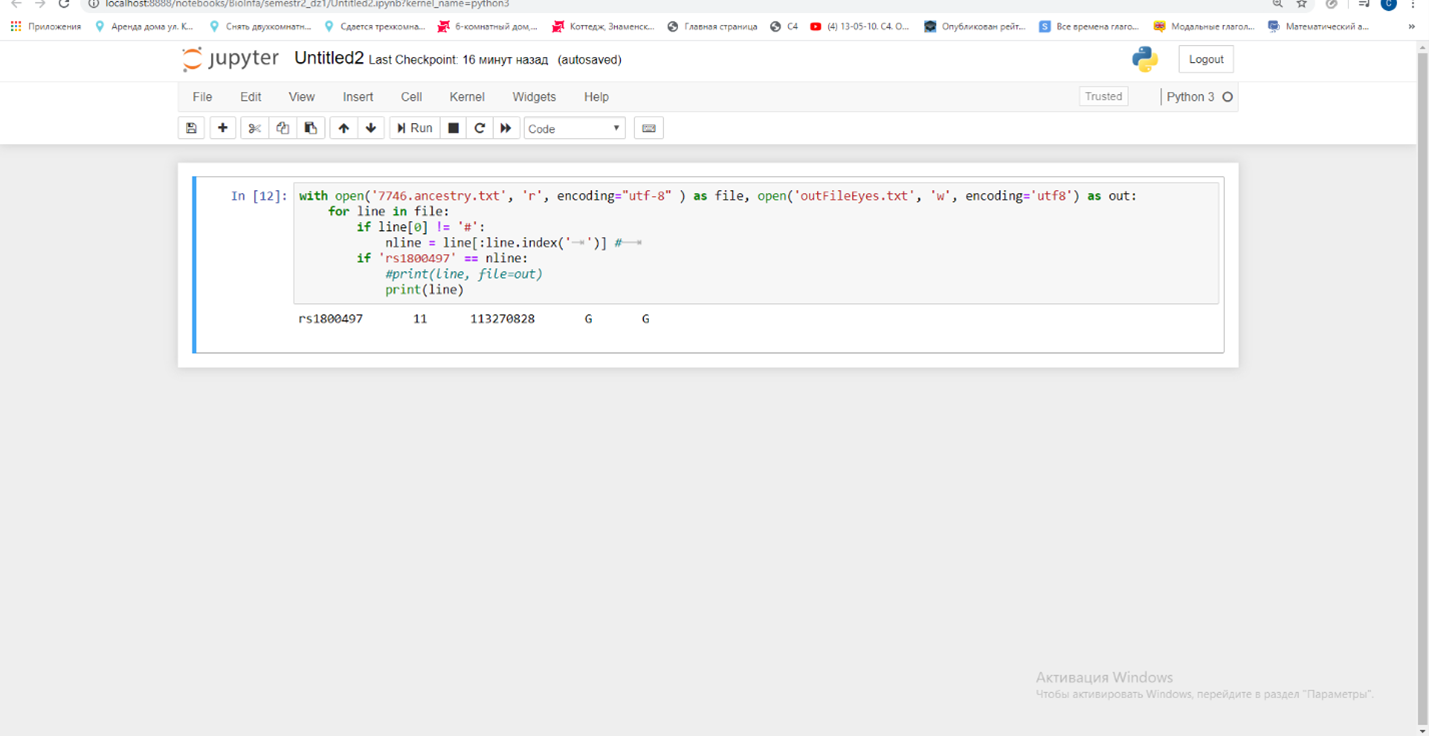 localhost:8888/notebooks/BioInfa/semestr2_dz1/Untitled2.ipynb?kernel_name=python3
Приложения Аренда дома ул. К... Снять двухкомнатн... Сдается трехкомна... 6-комнатный дом,... Коттедж, Знаменск... Главная страница С4 (4) 13-05-10. С4. О... Опубликован рейт... Все времена глаго... Модальные глагол... Математический а... »
jupyter Untitled2 Last Checkpoint: 16 минут назад (autosaved) Logout
File Edit View Insert Cell Kernel Widgets Help Trusted Python 3
Run Code
In [12]: with open('7746.ancestry.txt', 'r', encoding="utf-8" ) as file, open('outFileEyes.txt', 'w', encoding='utf8') as out:
for line in file:
if line[0] != '#':
nline = line[:line.index('⇥')] #⇥
if 'rs1800497' == nline:
#print(line, file=out)
print(line)
rs1800497 11 113270828 G G
Активация Windows
Чтобы активировать Windows, перейдите в раздел "Параметры".